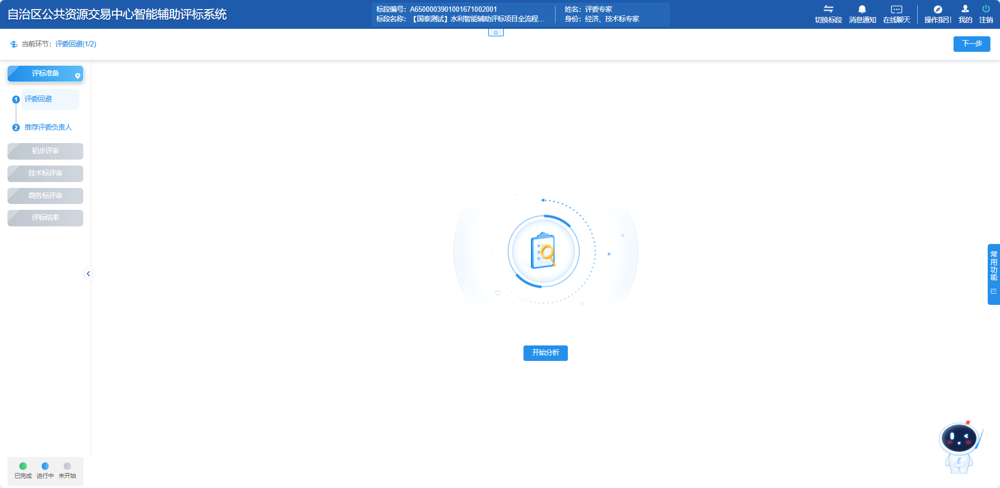 自治区公共资源交易中心智能辅助评标系统
标段编号：A6500003901001671002001
标段名称：【国泰测试】水利智能辅助评标项目全流程...
姓名：评委专家
身份：经济、技术标专家
切换标段
消息通知
在线聊天
操作指引
我的
注销
当前环节：评委回避(1/2)
下一步
评标准备
1 评委回避
2 推荐评委负责人
初步评审
技术标评审
商务标评审
评标结束
开始分析
常用功能
E
已完成
进行中
未开始